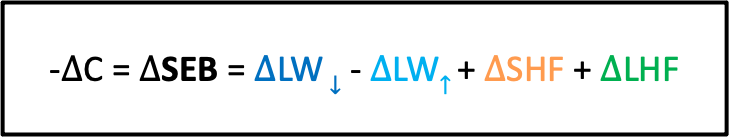 -ΔC = ΔSEB = ΔLW↓ - ΔLW↑ + ΔSHF + ΔLHF